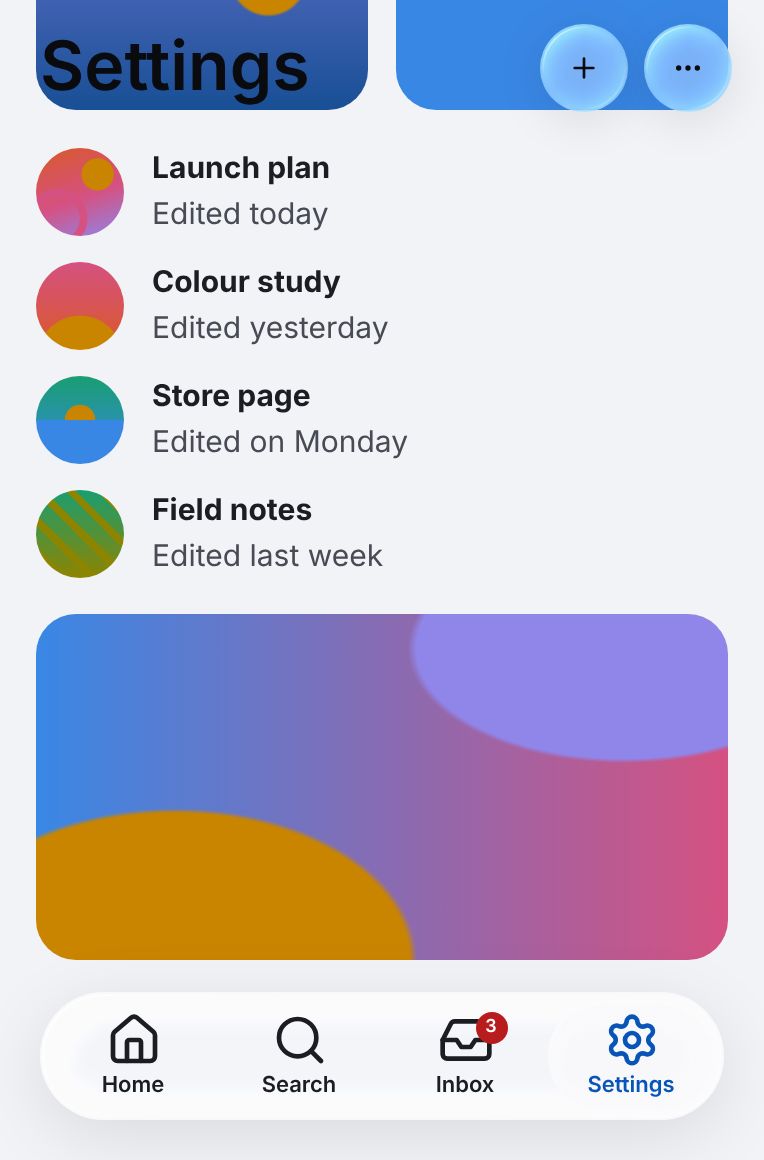 Settings
Launch plan
Edited today
Colour study
Edited yesterday
Store page
Edited on Monday
Field notes
Edited last week
3
Home
Search
Inbox
Settings